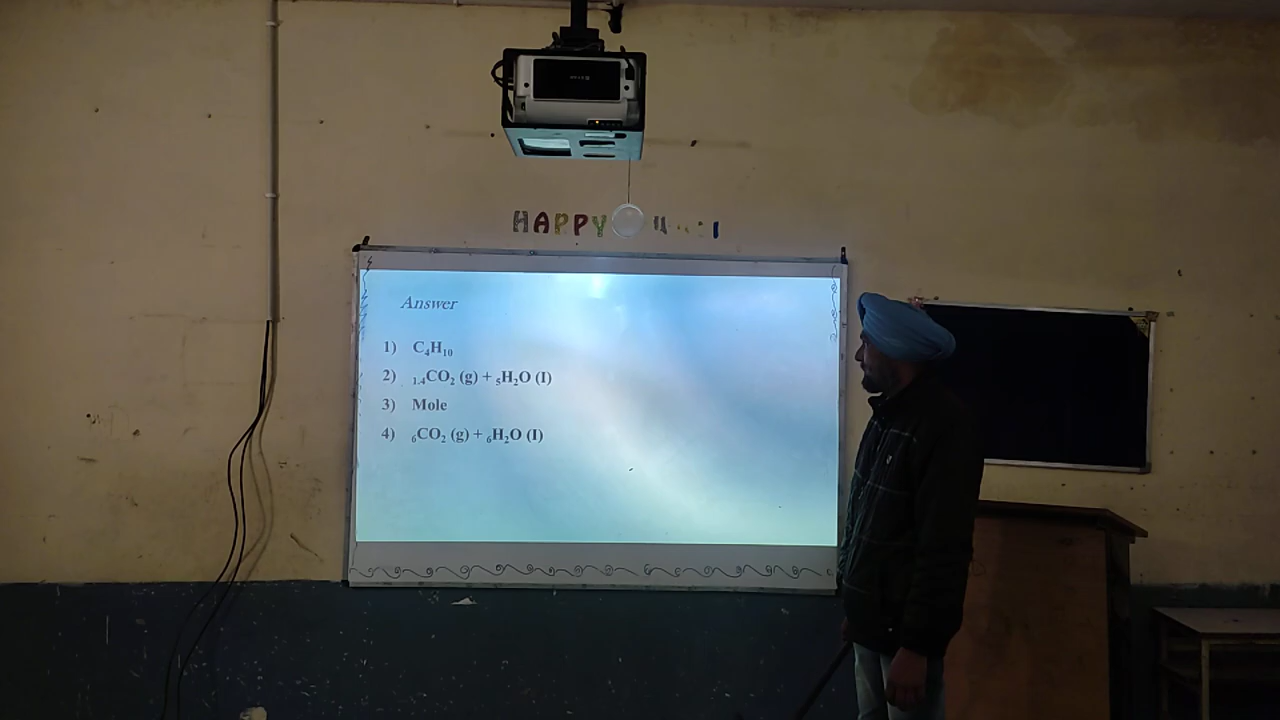 HAPPY
Answer
1) C₄H₁₀
2) ₁.₄CO₂ (g) + ₅H₂O (I)
3) Mole
4) ₆CO₂ (g) + ₆H₂O (I)